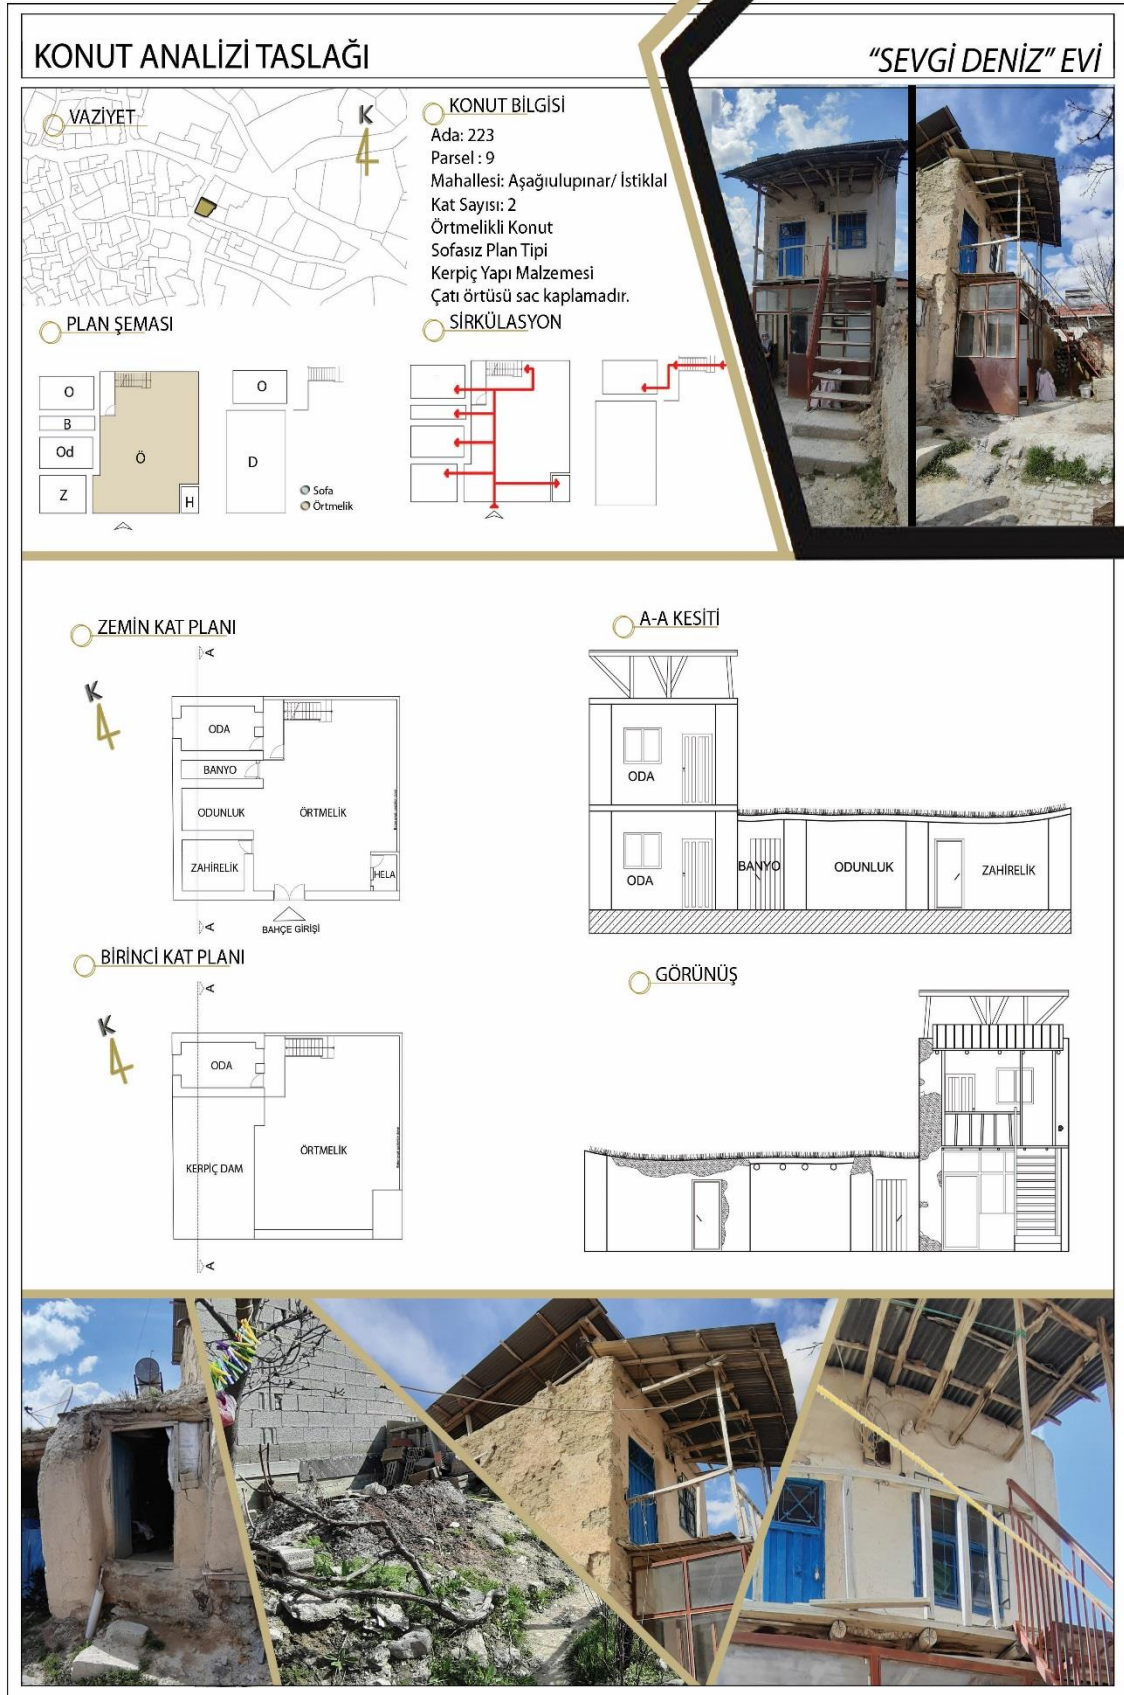 KONUT ANALİZİ TASLAĞI
“SEVGİ DENİZ” EVİ
VAZİYET
K
KONUT BİLGİSİ
Ada: 223
Parsel : 9
Mahallesi: Aşağıulupınar/ İstiklal
Kat Sayısı: 2
Örtmelikli Konut
Sofasız Plan Tipi
Kerpiç Yapı Malzemesi
Çatı örtüsü sac kaplamadır.
PLAN ŞEMASI
O
B
Od
Z
Ö
H
O
D
Sofa
Örtmelik
SİRKÜLASYON
ZEMİN KAT PLANI
A
K
ODA
BANYO
ODUNLUK
ÖRTMELİK
ZAHİRELİK
HELA
A
BAHÇE GİRİŞİ
A-A KESİTİ
ODA
ODA
BANYO
ODUNLUK
ZAHİRELİK
BİRİNCİ KAT PLANI
A
K
ODA
ÖRTMELİK
KERPİÇ DAM
A
GÖRÜNÜŞ